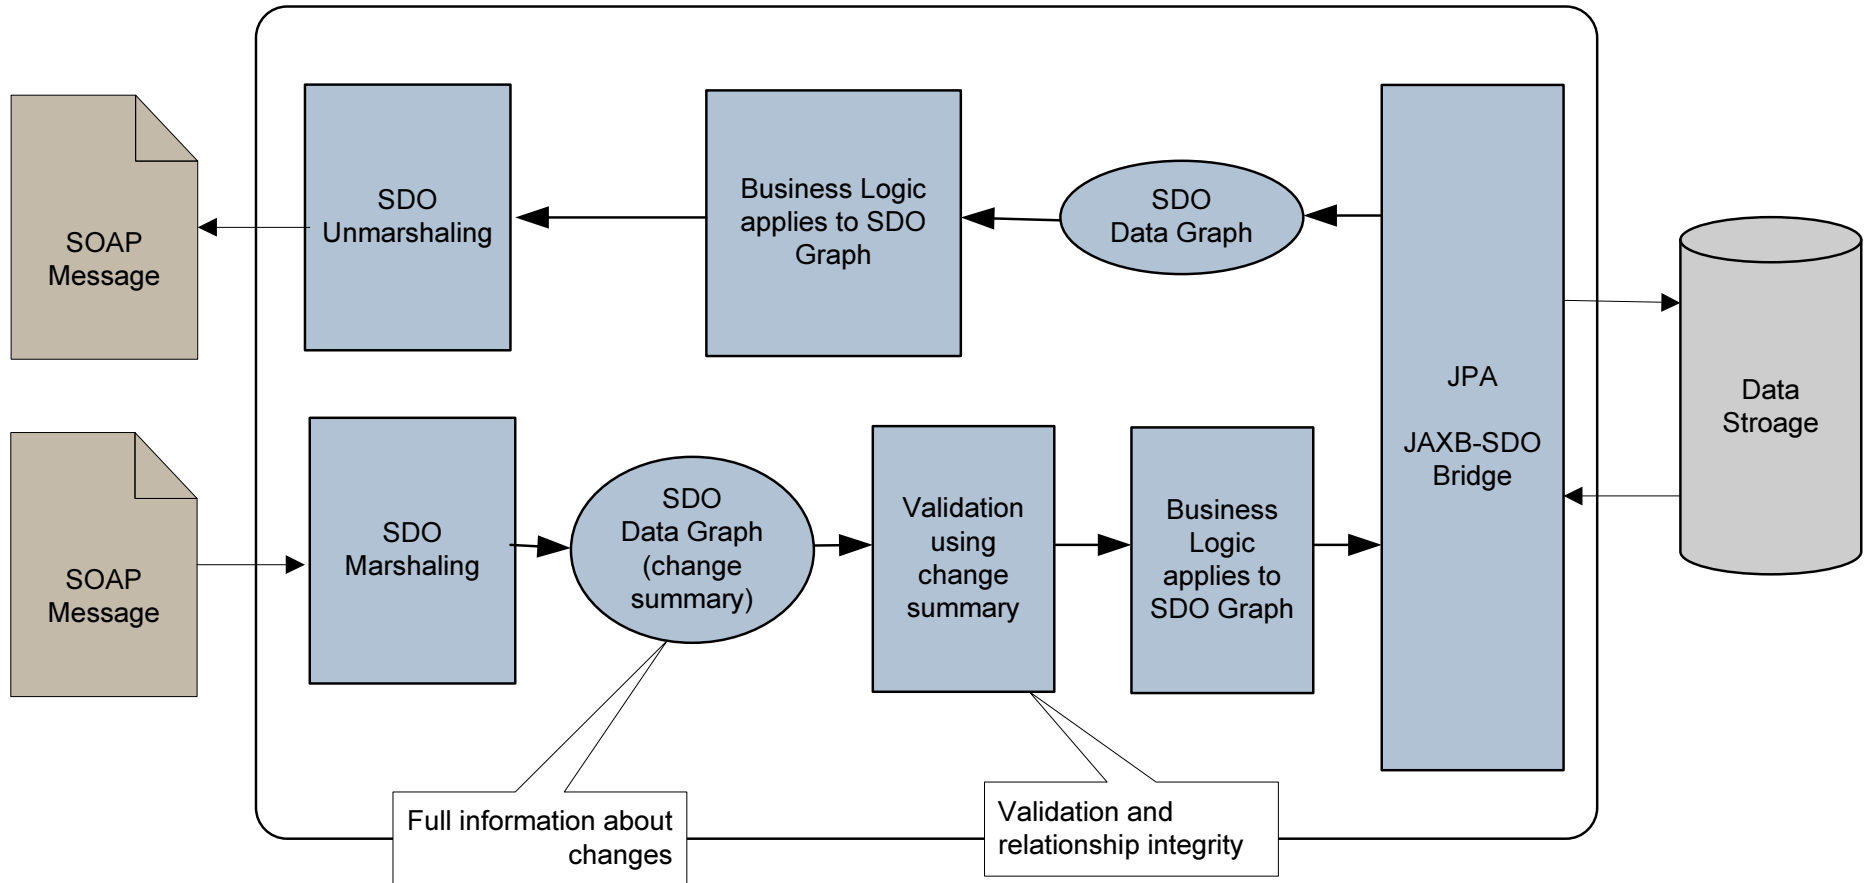 SOAP
Message
SDO
Unmarshaling
Business Logic
applies to SDO
Graph
SDO
Data Graph
JPA
JAXB-SDO
Bridge
Data
Stroage
SOAP
Message
SDO
Marshaling
SDO
Data Graph
(change
summary)
Validation
using
change
summary
Business
Logic
applies to
SDO Graph
Full information about
changes
Validation and
relationship integrity